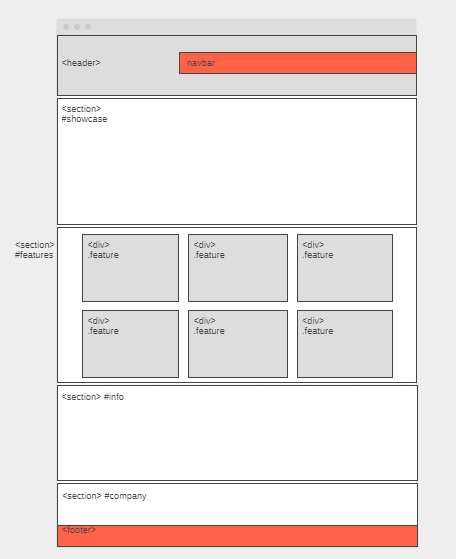 <header>
navbar
<section>
#showcase
<section>
#features
<div>
.feature
<div>
.feature
<div>
.feature
<div>
.feature
<div>
.feature
<div>
.feature
<section> #info
<section> #company
<footer>